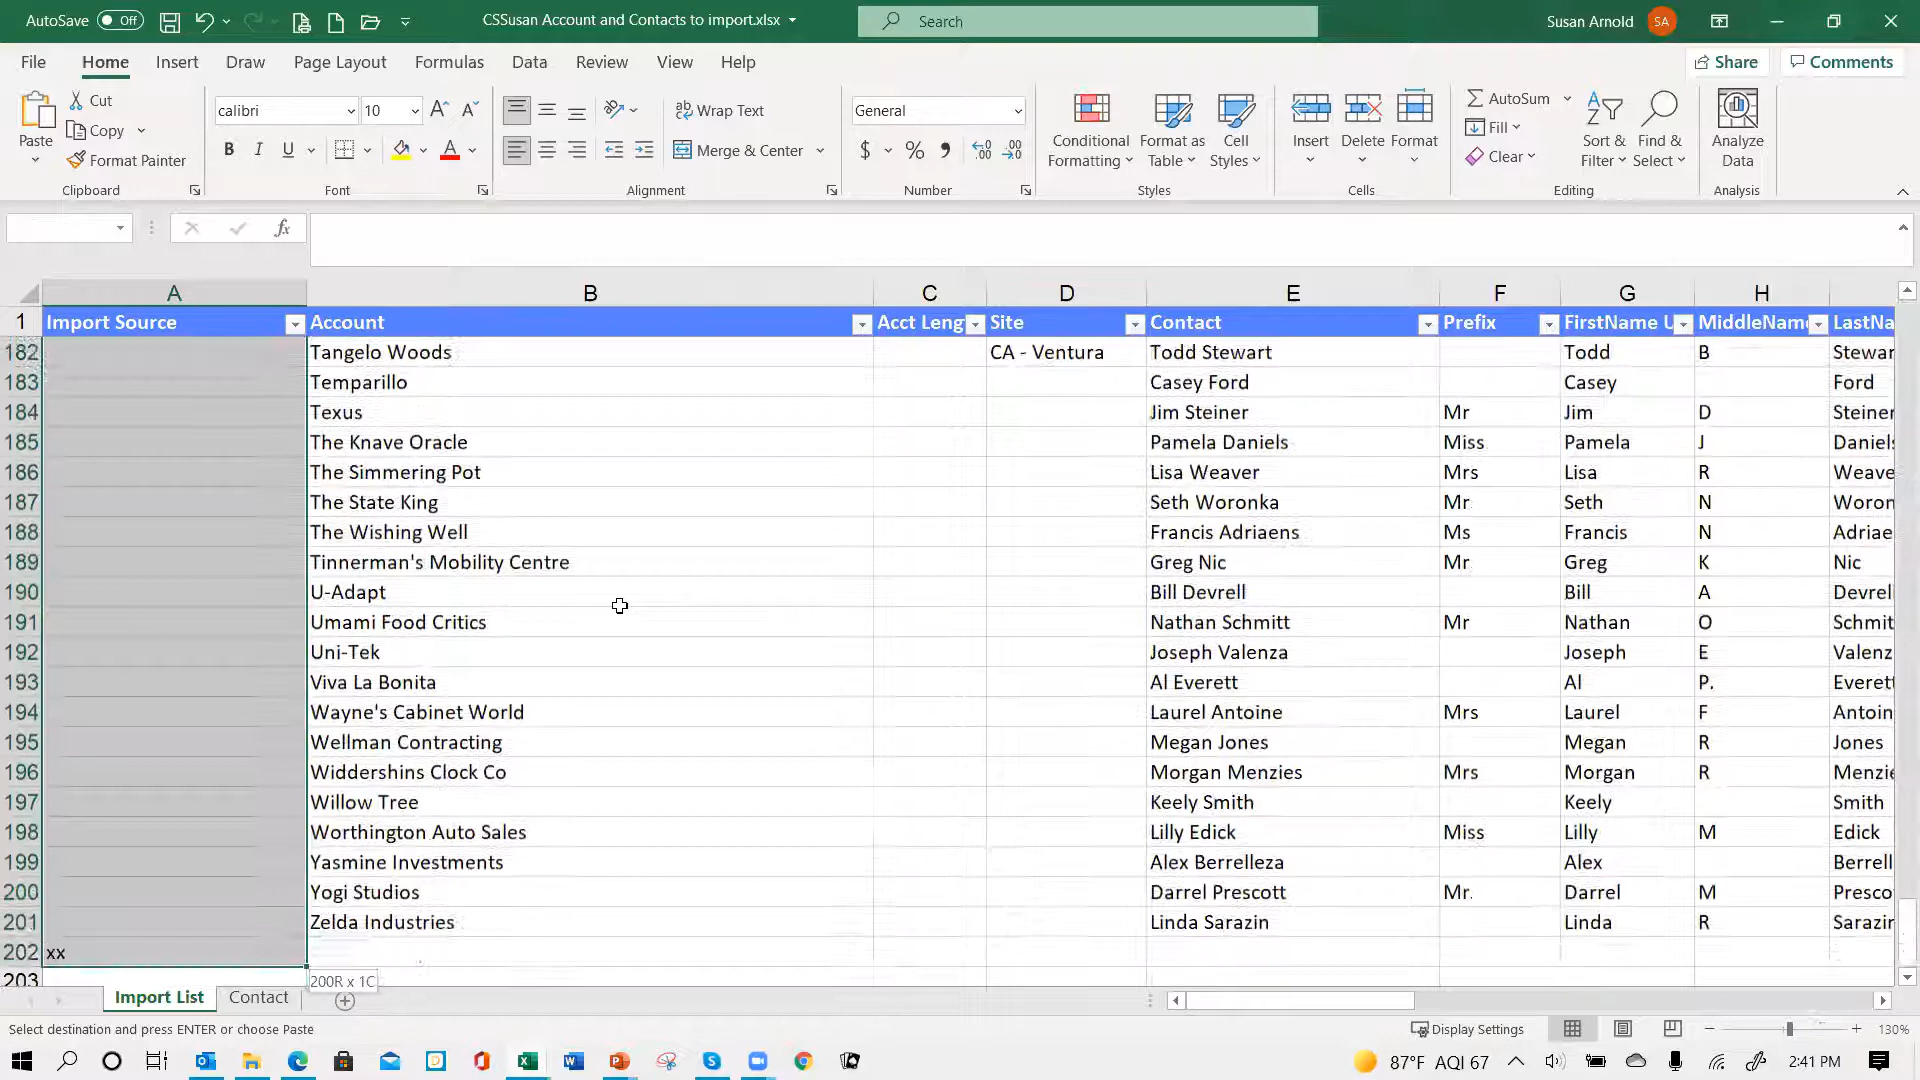 AutoSave Off CSSusan Account and Contacts to import.xlsx Search Susan Arnold SA
File Home Insert Draw Page Layout Formulas Data Review View Help Share Comments
Paste Cut Copy Format Painter Clipboard
calibri 10 B I U A Font
Wrap Text Merge & Center Alignment
General $ % Number
Conditional Formatting Format as Table Cell Styles Styles
Insert Delete Format Cells
AutoSum Fill Clear Sort & Filter Find & Select Editing
Analyze Data Analysis
fx
A B C D E F G H
1 Import Source Account Acct Leng Site Contact Prefix FirstName U MiddleName LastNa
182 Tangelo Woods CA - Ventura Todd Stewart Todd B Stewar
183 Temparillo Casey Ford Casey Ford
184 Texus Jim Steiner Mr Jim D Steiner
185 The Knave Oracle Pamela Daniels Miss Pamela J Daniels
186 The Simmering Pot Lisa Weaver Mrs Lisa R Weave
187 The State King Seth Woronka Mr Seth N Woron
188 The Wishing Well Francis Adriaens Ms Francis N Adriae
189 Tinnerman's Mobility Centre Greg Nic Mr Greg K Nic
190 U-Adapt Bill Devrell Bill A Devrel
191 Umami Food Critics Nathan Schmitt Mr Nathan O Schmit
192 Uni-Tek Joseph Valenza Joseph E Valenz
193 Viva La Bonita Al Everett Al P. Everett
194 Wayne's Cabinet World Laurel Antoine Mrs Laurel F Antoin
195 Wellman Contracting Megan Jones Megan R Jones
196 Widdershins Clock Co Morgan Menzies Mrs Morgan R Menzie
197 Willow Tree Keely Smith Keely Smith
198 Worthington Auto Sales Lilly Edick Miss Lilly M Edick
199 Yasmine Investments Alex Berrelleza Alex Berrell
200 Yogi Studios Darrel Prescott Mr. Darrel M Presco
201 Zelda Industries Linda Sarazin Linda R Sarazin
202 xx
203 200R x 1C
Import List Contact
Select destination and press ENTER or choose Paste Display Settings 130%
87°F AQI 67 2:41 PM